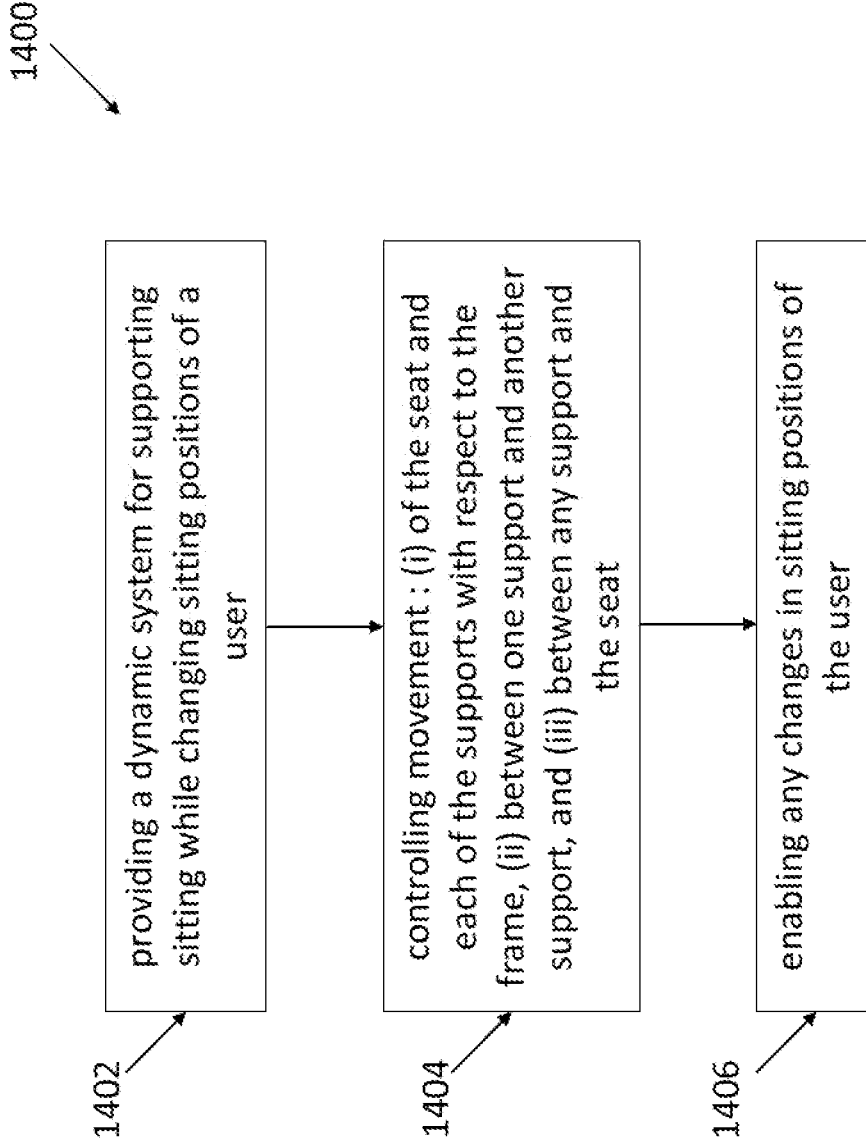 1400
1402
providing a dynamic system for supporting
sitting while changing sitting positions of a
user
1404
controlling movement : (i) of the seat and
each of the supports with respect to the
frame, (ii) between one support and another
support, and (iii) between any support and
the seat
1406
enabling any changes in sitting positions of
the user